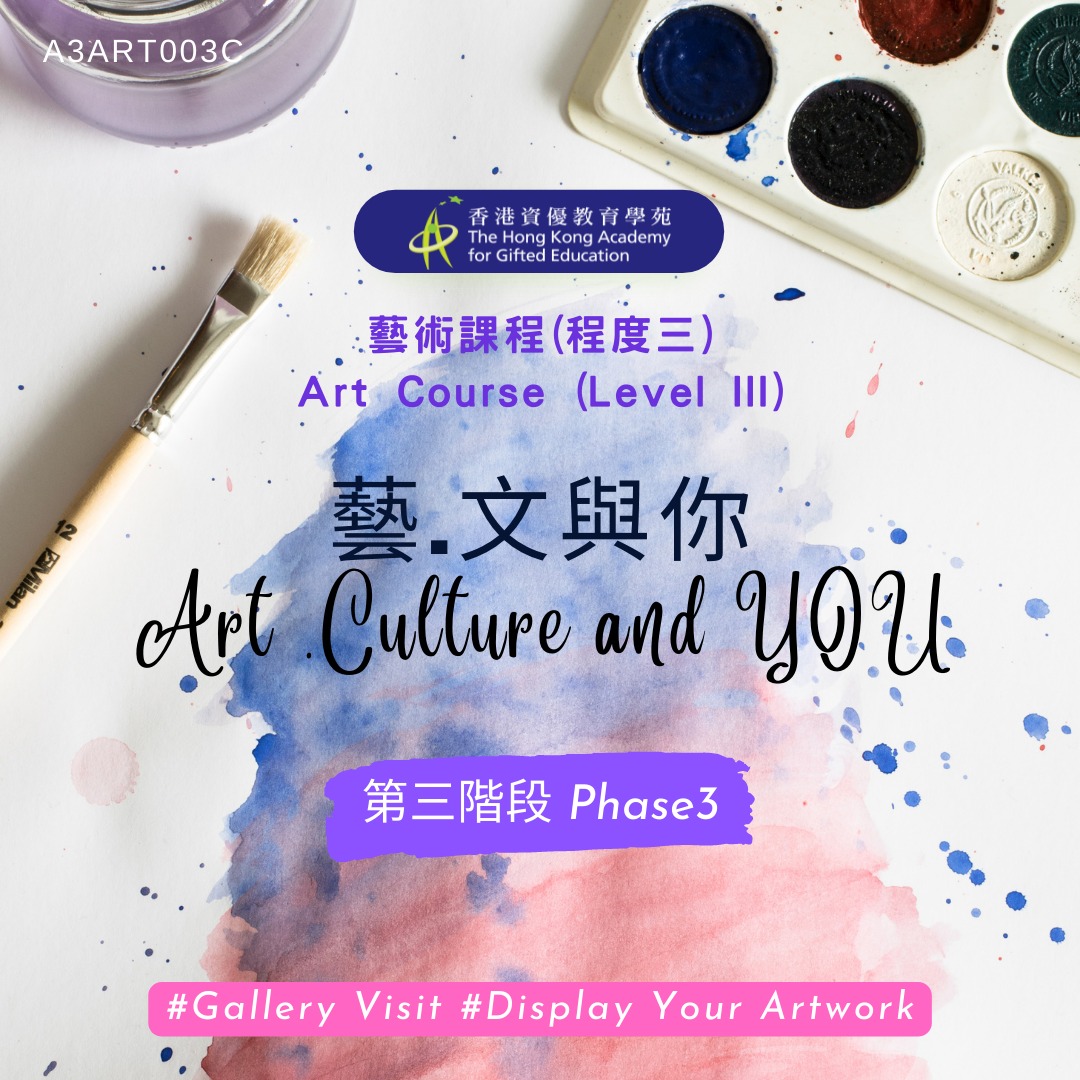 A3ART003C
香港資優教育學苑
The Hong Kong Academy
for Gifted Education
藝術課程(程度三)
Art Course (Level III)
藝.文與你
Art .Culture and YOU
12
Milan
第三階段 Phase3
#Gallery Visit #Display Your Artwork